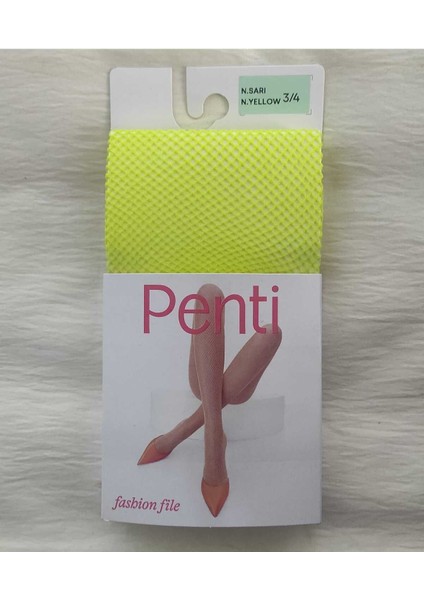 N.SARI
N.YELLOW 3/4
Penti
fashion file